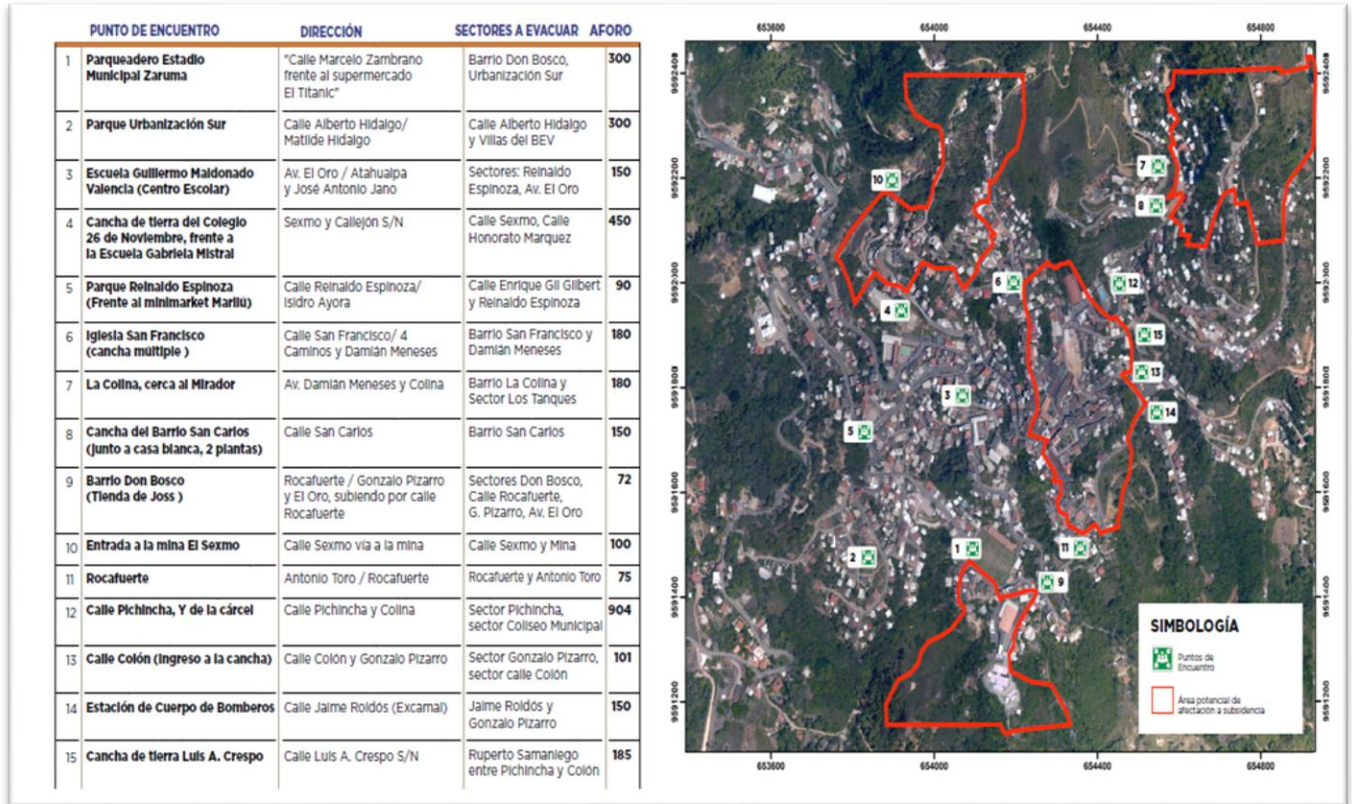 PUNTO DE ENCUENTRO DIRECCIÓN SECTORES A EVACUAR AFORO
1 Parqueadero Estadio
Municipal Zaruma
"Calle Marcelo Zambrano
frente al supermercado
El Titanic"
Barrio Don Bosco,
Urbanización Sur
300
2 Parque Urbanización Sur
Calle Alberto Hidalgo/
Matilde Hidalgo
Calle Alberto Hidalgo
y Villas del BEV
300
3 Escuela Guillermo Maldonado
Valencia (Centro Escolar)
Av. El Oro / Atahualpa
y José Antonio Jano
Sectores: Reinaldo
Espinoza, Av. El Oro
150
4 Cancha de tierra del Colegio
26 de Noviembre, frente a
la Escuela Gabriela Mistral
Sexmo y Callejón S/N
Calle Sexmo, Calle
Honorato Marquez
450
5 Parque Reinaldo Espinoza
(Frente al minimarket Marilú)
Calle Reinaldo Espinoza/
Isidro Ayora
Calle Enrique Gil Gilbert
y Reinaldo Espinoza
90
6 Iglesia San Francisco
(cancha múltiple )
Calle San Francisco/ 4
Caminos y Damián Meneses
Barrio San Francisco y
Damián Meneses
180
7 La Colina, cerca al Mirador
Av. Damián Meneses y Colina
Barrio La Colina y
Sector Los Tanques
180
8 Cancha del Barrio San Carlos
(junto a casa blanca, 2 plantas)
Calle San Carlos
Barrio San Carlos
150
9 Barrio Don Bosco
(Tienda de Joss )
Rocafuerte / Gonzalo Pizarro
y El Oro, subiendo por calle
Rocafuerte
Sectores Don Bosco,
Calle Rocafuerte,
G. Pizarro, Av. El Oro
72
10 Entrada a la mina El Sexmo
Calle Sexmo vía a la mina
Calle Sexmo y Mina
100
11 Rocafuerte
Antonio Toro / Rocafuerte
Rocafuerte y Antonio Toro
75
12 Calle Pichincha, Y de la cárcel
Calle Pichincha y Colina
Sector Pichincha,
sector Coliseo Municipal
904
13 Calle Colón (ingreso a la cancha)
Calle Colón y Gonzalo Pizarro
Sector Gonzalo Pizarro,
sector calle Colón
101
14 Estación de Cuerpo de Bomberos
Calle Jaime Roldós (Excamal)
Jaime Roldós y
Gonzalo Pizarro
150
15 Cancha de tierra Luis A. Crespo
Calle Luis A. Crespo S/N
Ruperto Samaniego
entre Pichincha y Colón
185
653600 654000 654400 654800
9592408 9592408
9592200 9592200
9592000 9592000
9591800 9591800
9591600 9591600
9591400 9591400
9591200 9591200
7
10
8
6
12
4
15
13
3
14
5
1
11
2
9
SIMBOLOGÍA
Puntos de
Encuentro
Área potencial de
afectación a subsidencia
653600 654000 654400 654800